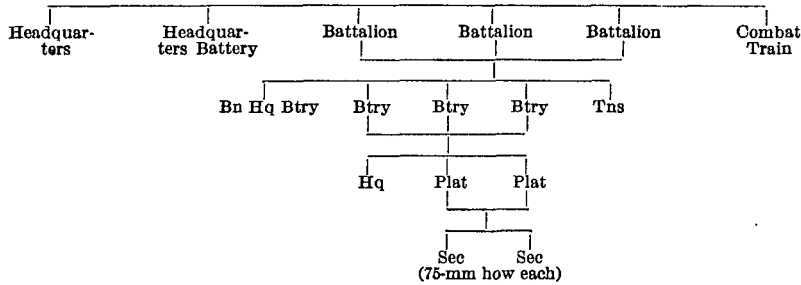 Headquar- Headquar- Battalion Battalion Battalion Combat
ters ters Battery Train
Bn Hq Btry Btry Btry Btry Tns
Hq Plat Plat
Sec Sec
(75-mm how each)